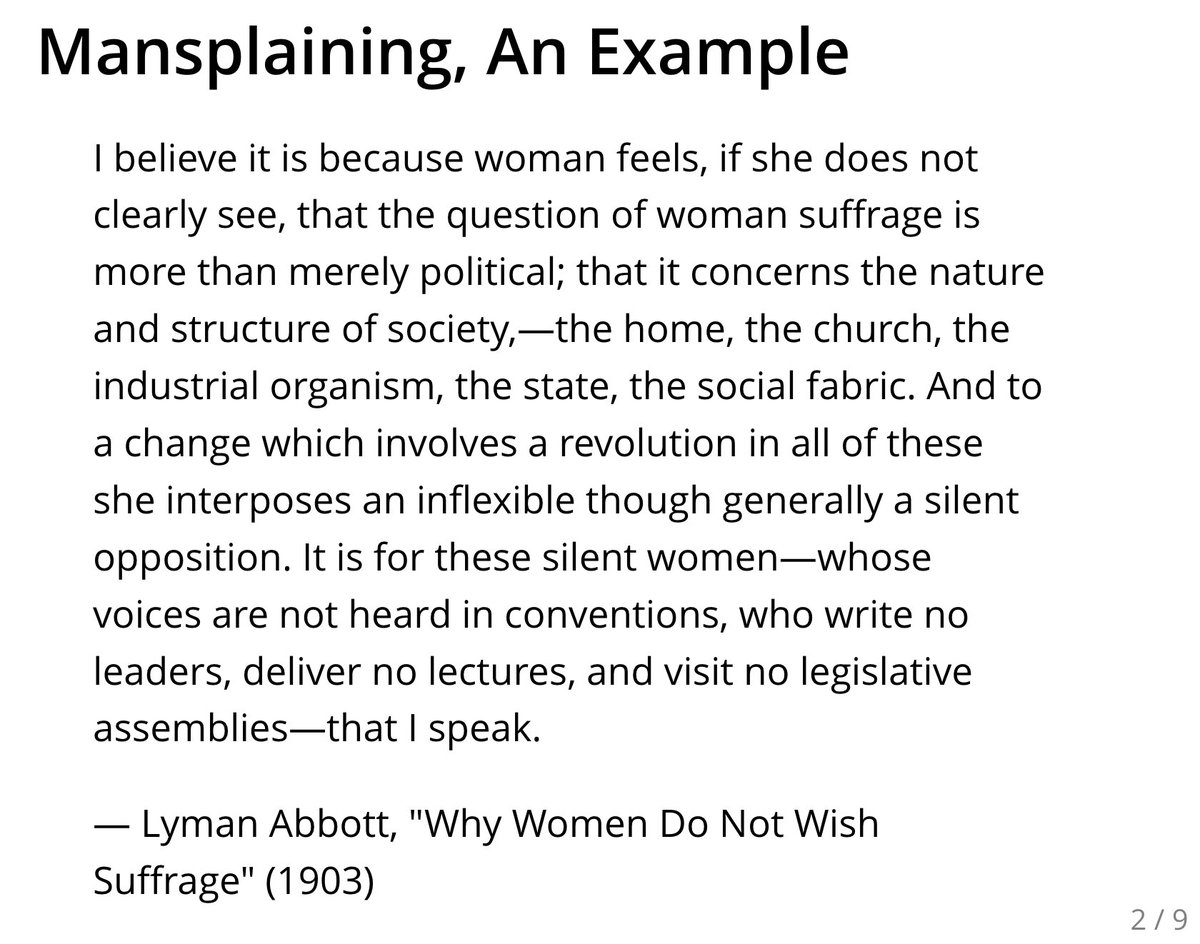 Mansplaining, An Example
I believe it is because woman feels, if she does not
clearly see, that the question of woman suffrage is
more than merely political; that it concerns the nature
and structure of society,—the home, the church, the
industrial organism, the state, the social fabric. And to
a change which involves a revolution in all of these
she interposes an inflexible though generally a silent
opposition. It is for these silent women—whose
voices are not heard in conventions, who write no
leaders, deliver no lectures, and visit no legislative
assemblies—that I speak.
— Lyman Abbott, "Why Women Do Not Wish
Suffrage" (1903)
2 / 9